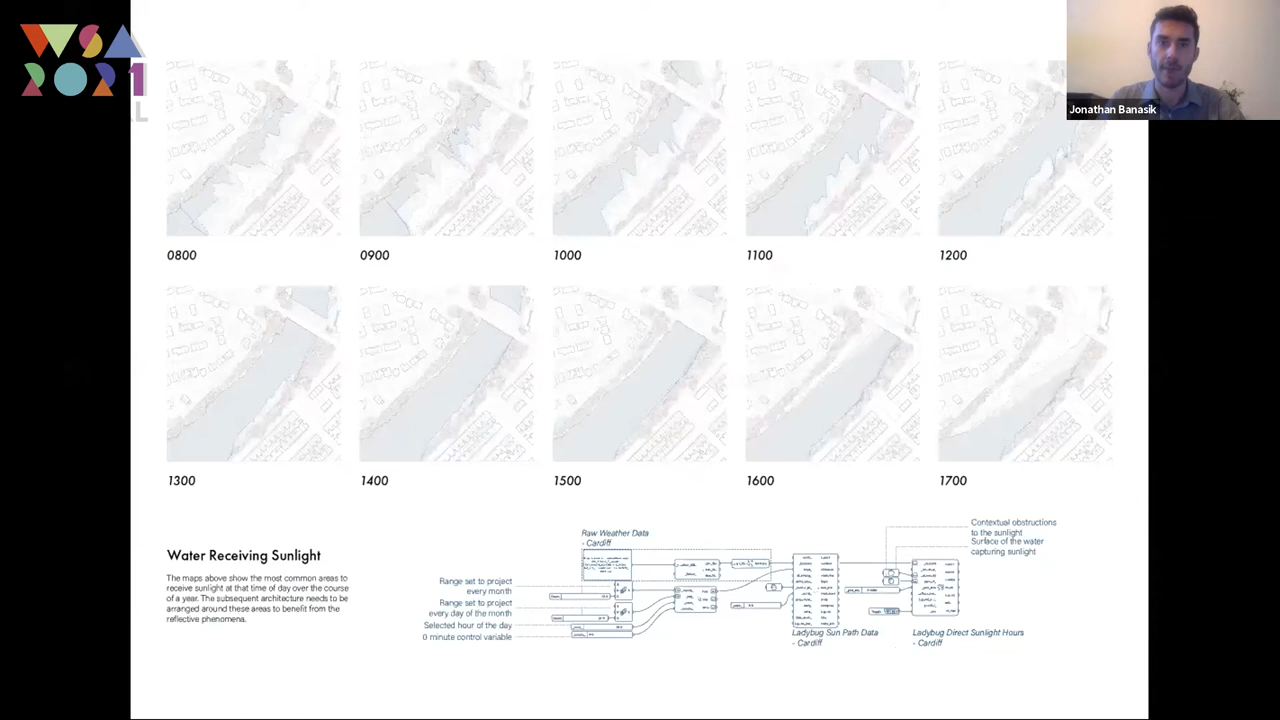 WSA
2021
Jonathan Banasik
0800
0900
1000
1100
1200
1300
1400
1500
1600
1700
Water Receiving Sunlight
The maps above show the most common areas to
receive sunlight at that time of day over the course
of a year. The subsequent architecture needs to be
arranged around these areas to benefit from the
reflective phenomena.
Raw Weather Data
- Cardiff
Range set to project
every month
Range set to project
every day of the month
Selected hour of the day
0 minute control variable
Contextual obstructions
to the sunlight
Surface of the water
capturing sunlight
Ladybug Sun Path Data
- Cardiff
Ladybug Direct Sunlight Hours
- Cardiff